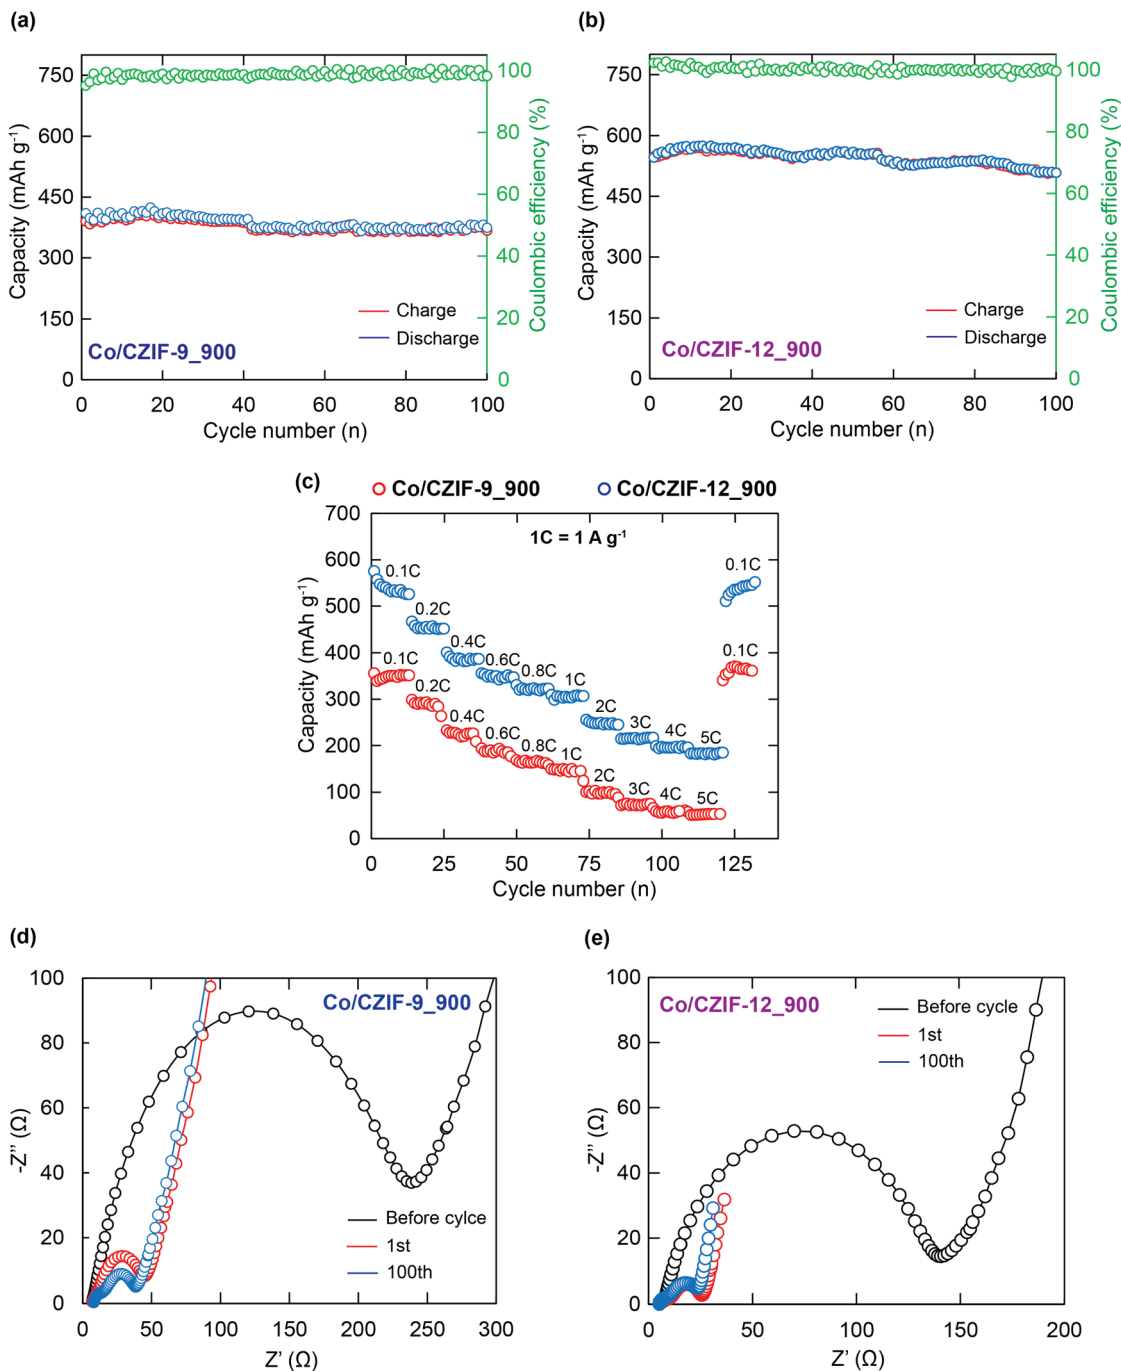 (a)
750
600
450
300
150
0
Capacity (mAh g⁻¹)
100
80
60
40
20
0
Coulombic efficiency (%)
Charge
Discharge
Co/CZIF-9_900
0 20 40 60 80 100
Cycle number (n)
(b)
750
600
450
300
150
0
Capacity (mAh g⁻¹)
100
80
60
40
20
0
Coulombic efficiency (%)
Charge
Discharge
Co/CZIF-12_900
0 20 40 60 80 100
Cycle number (n)
(c)
Co/CZIF-9_900 Co/CZIF-12_900
1C = 1 A g⁻¹
700
600
500
400
300
200
100
0
Capacity (mAh g⁻¹)
0.1C 0.2C 0.4C 0.6C 0.8C 1C 2C 3C 4C 5C 0.1C
0.1C 0.2C 0.4C 0.6C 0.8C 1C 2C 3C 4C 5C 0.1C
0 25 50 75 100 125
Cycle number (n)
(d)
Co/CZIF-9_900
100
80
60
40
20
0
-Z" (Ω)
Before cylce
1st
100th
0 50 100 150 200 250 300
Z' (Ω)
(e)
Co/CZIF-12_900
100
80
60
40
20
0
-Z" (Ω)
Before cycle
1st
100th
0 50 100 150 200
Z' (Ω)